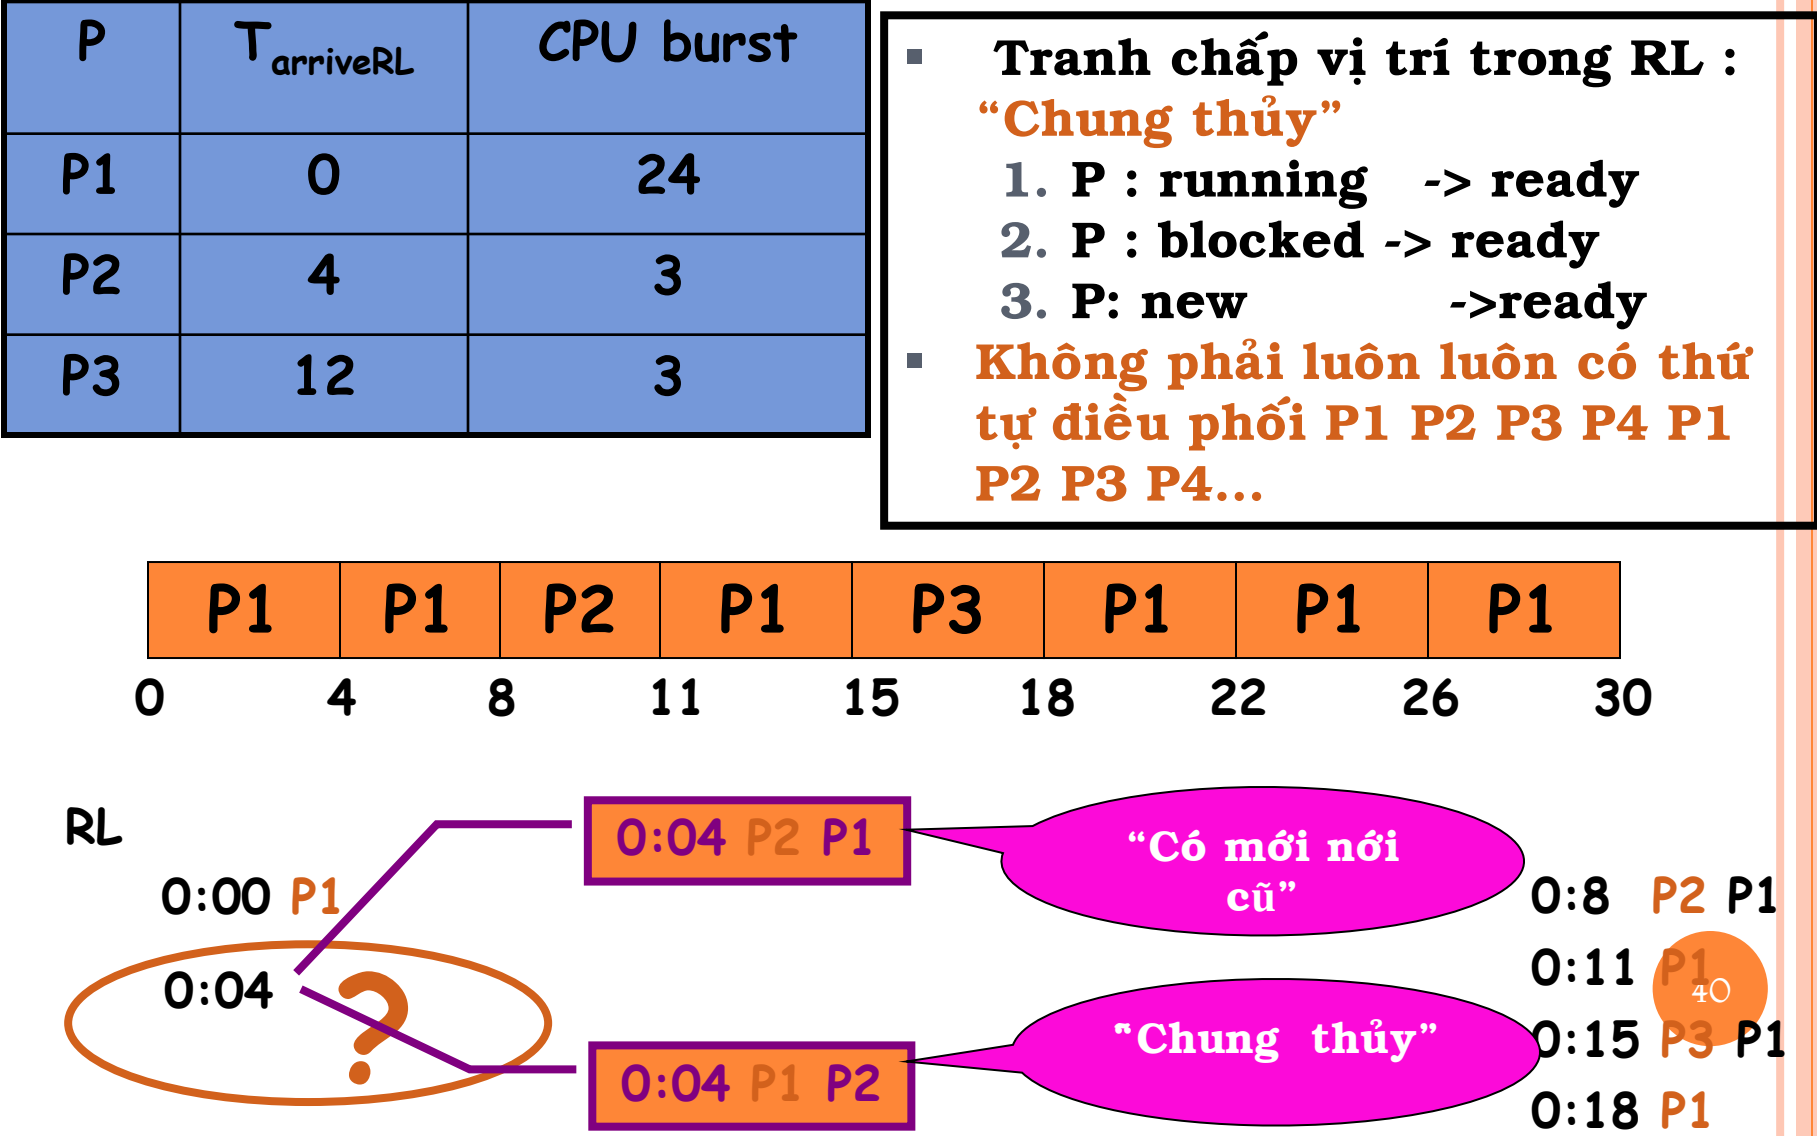 P TarriveRL CPU burst
P1 0 24
P2 4 3
P3 12 3
▪ Tranh chấp vị trí trong RL :
“Chung thủy”
1. P : running -> ready
2. P : blocked -> ready
3. P: new ->ready
▪ Không phải luôn luôn có thứ
tự điều phối P1 P2 P3 P4 P1
P2 P3 P4...
P1 P1 P2 P1 P3 P1 P1 P1
0 4 8 11 15 18 22 26 30
RL
0:00 P1
0:04 ?
0:04 P2 P1
“Có mới nới
cũ”
0:04 P1 P2
“Chung thủy”
0:8 P2 P1
0:11 P1
40
0:15 P3 P1
0:18 P1